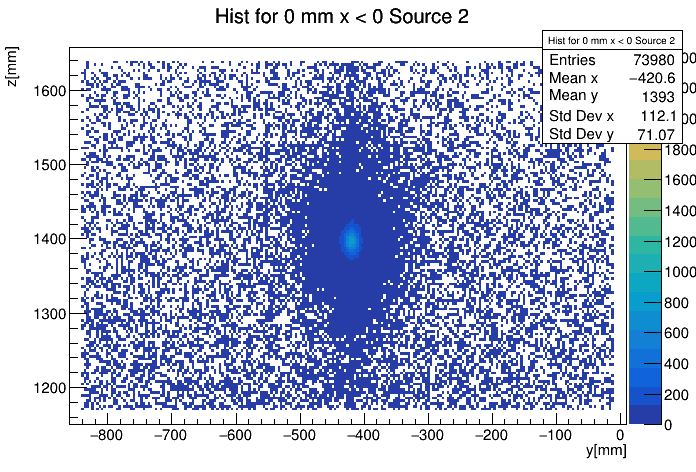 Hist for 0 mm x < 0 Source 2
Hist for 0 mm x < 0 Source 2
Entries 73980
Mean x −420.6
Mean y 1393
Std Dev x 112.1
Std Dev y 71.07
z[mm]
1600
1500
1400
1300
1200
−800 −700 −600 −500 −400 −300 −200 −100 0
y[mm]
1800
1600
1400
1200
1000
800
600
400
200
0